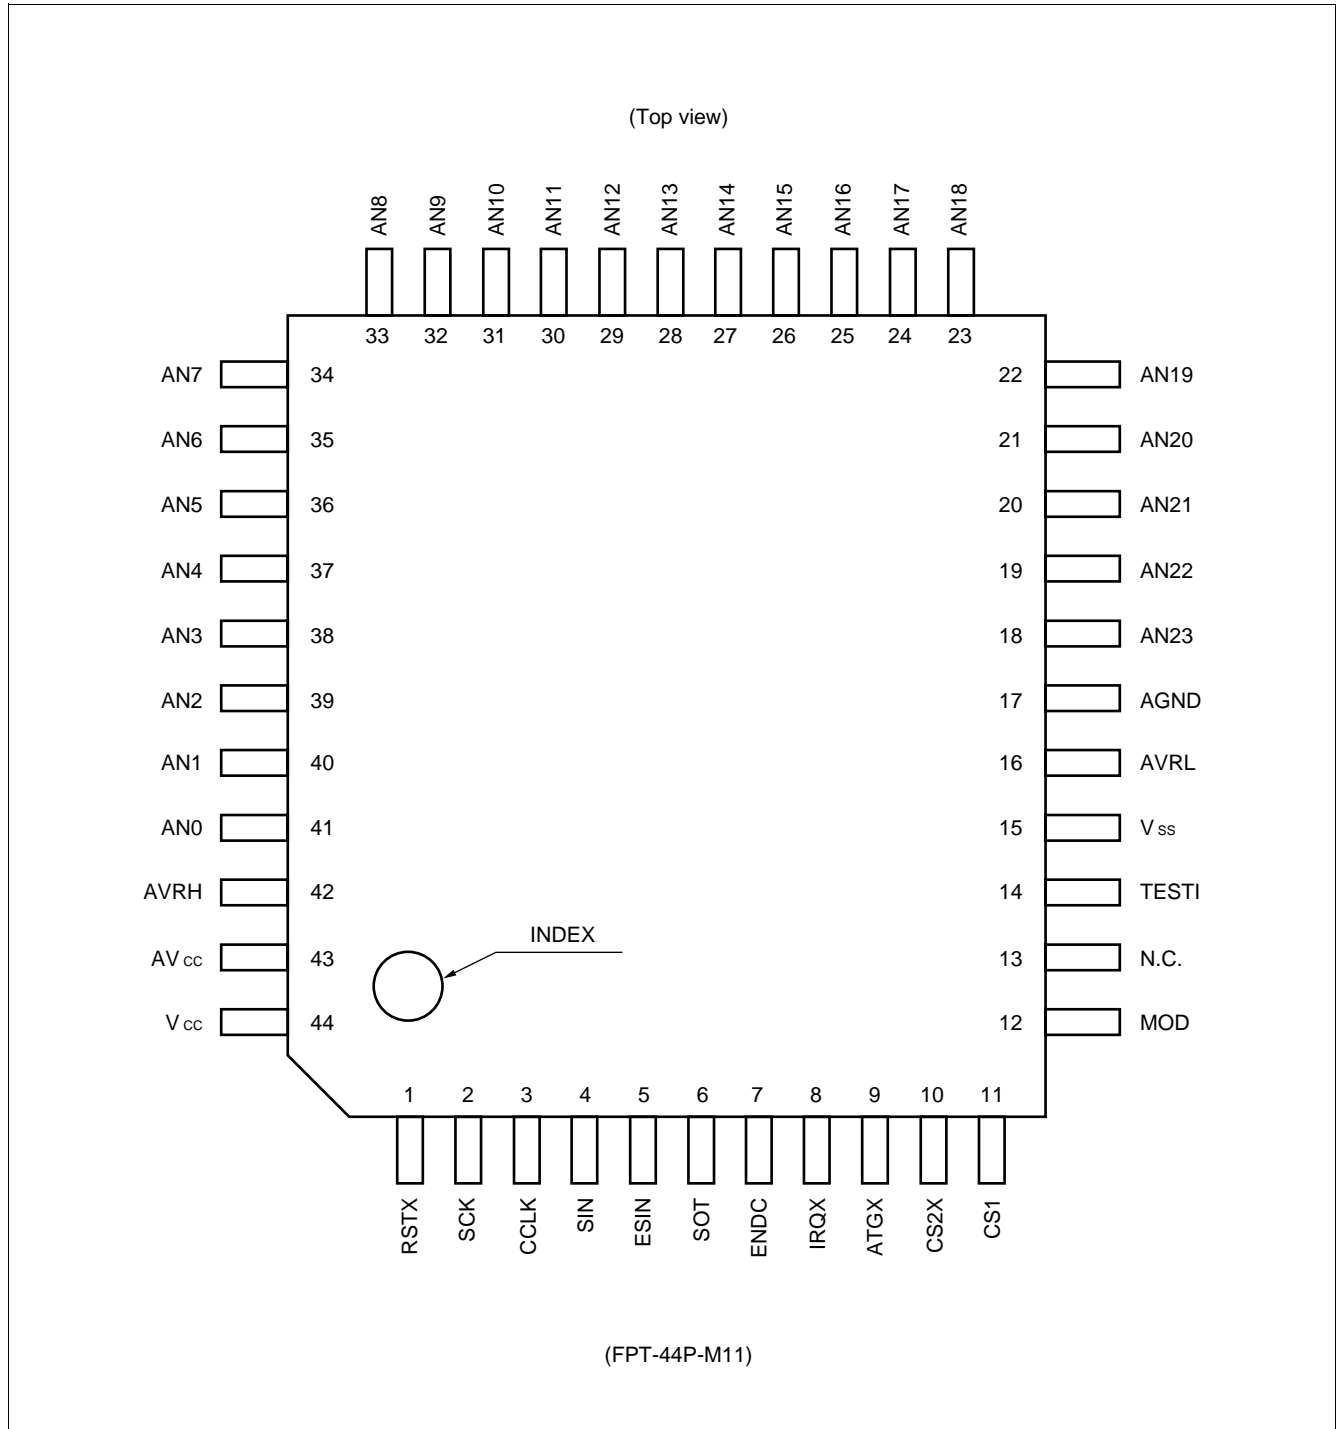 (Top view)
AN8 AN9 AN10 AN11 AN12 AN13 AN14 AN15 AN16 AN17 AN18
33 32 31 30 29 28 27 26 25 24 23
AN7 34 22 AN19
AN6 35 21 AN20
AN5 36 20 AN21
AN4 37 19 AN22
AN3 38 18 AN23
AN2 39 17 AGND
AN1 40 16 AVRL
AN0 41 15 Vss
AVRH 42 14 TESTI
INDEX
AVcc 43 13 N.C.
Vcc 44 12 MOD
1 2 3 4 5 6 7 8 9 10 11
RSTX SCK CCLK SIN ESIN SOT ENDC IRQX ATGX CS2X CS1
(FPT-44P-M11)